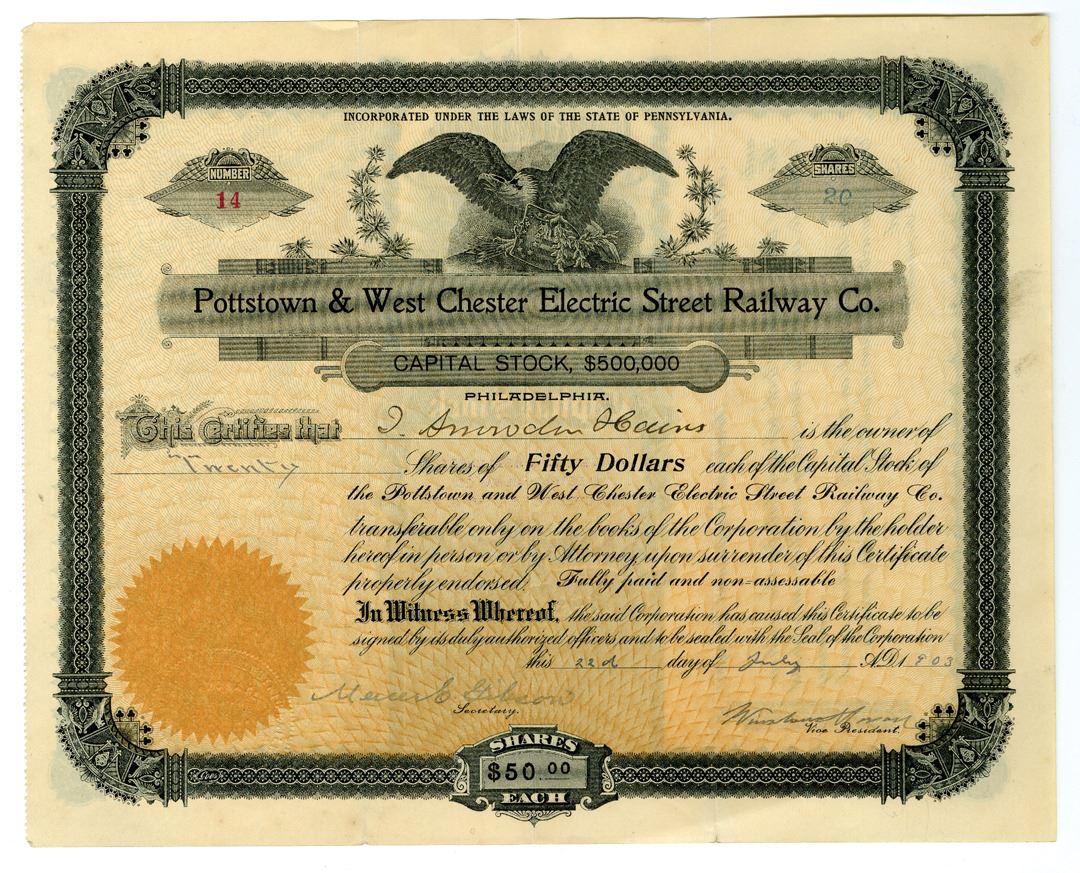 INCORPORATED UNDER THE LAWS OF THE STATE OF PENNSYLVANIA.
NUMBER
14
SHARES
20
Pottstown & West Chester Electric Street Railway Co.
CAPITAL STOCK, $500,000
PHILADELPHIA.
This Certifies that I. Snowden Hains is the owner of
Twenty Shares of Fifty Dollars each of the Capital Stock of
the Pottstown and West Chester Electric Street Railway Co.
transferable only on the books of the Corporation by the holder
hereof in person or by Attorney, upon surrender of this Certificate
properly endorsed. Fully paid and non-assessable
In Witness Whereof, the said Corporation has caused this Certificate to be
signed by its duly authorized officers and to be sealed with the Seal of the Corporation
this 22d day of July A.D. 1903
Secretary.
Vice President.
SHARES
$50.00
EACH